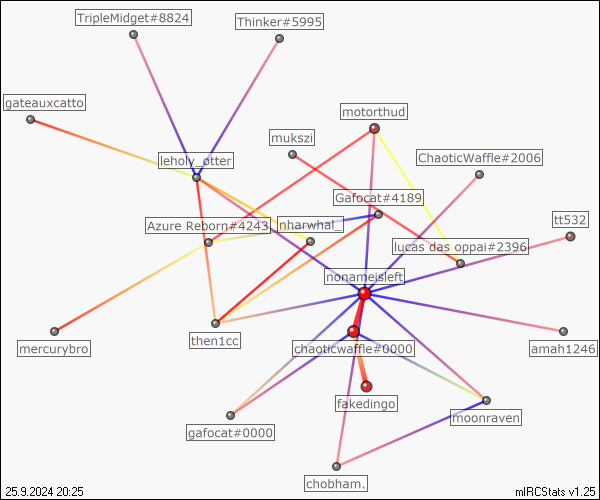 TripleMidget#8824
Thinker#5995
gateauxcatto
motorthud
mukszi
leholy_otter
ChaoticWaffle#2006
Gafocat#4189
Azure Reborn#4243
nharwhal_
tt532
lucas das oppai#2396
nonameisleft
mercurybro
then1cc
chaoticwaffle#0000
amah1246
fakedingo
gafocat#0000
moonraven
chobham.
25.9.2024 20:25
mIRCStats v1.25